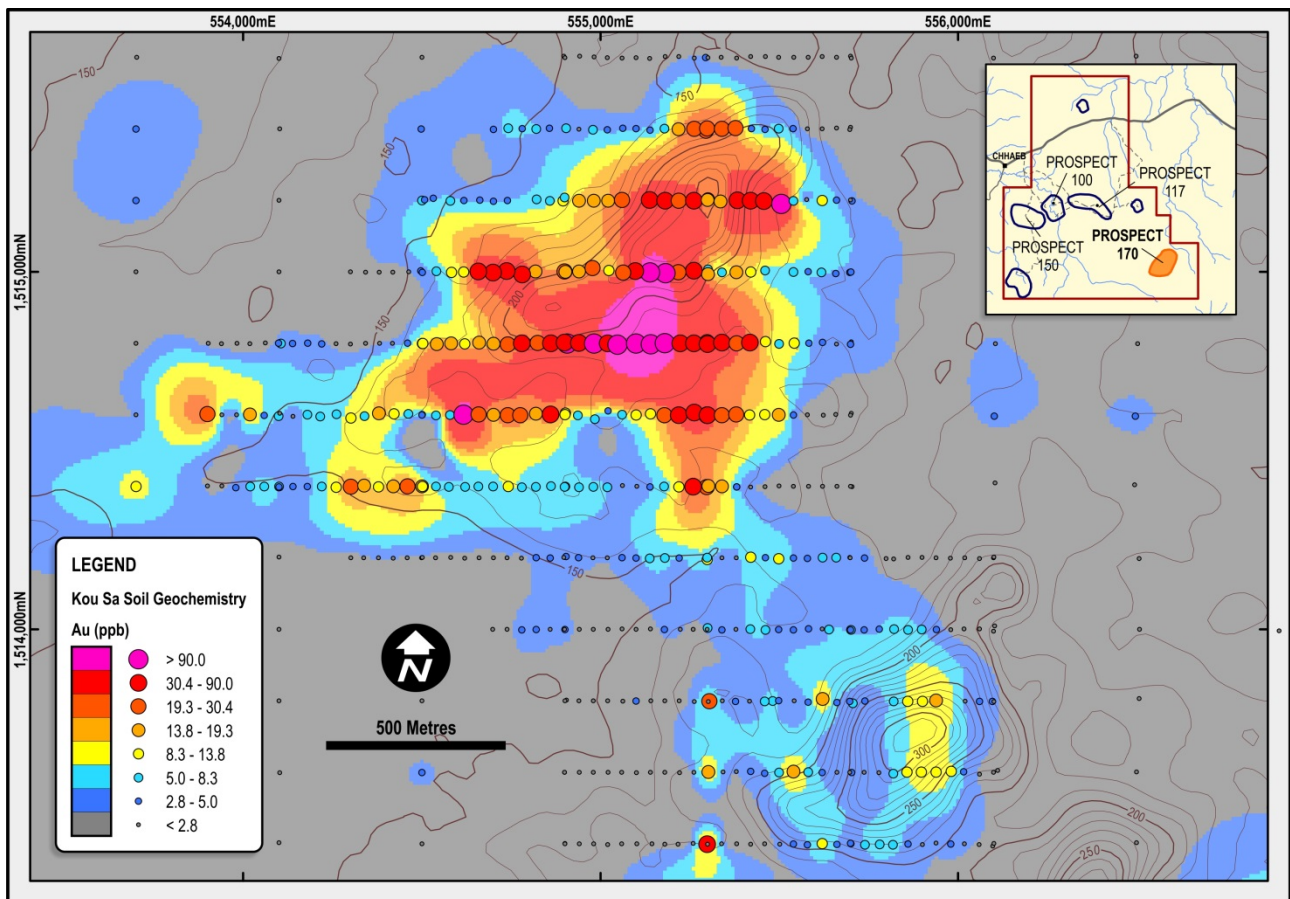 554,000mE
555,000mE
556,000mE
1,515,000mN
1,514,000mN
150
150
150
150
200
150
150
200
300
250
200
250
CHHAEB
PROSPECT
100
PROSPECT
117
PROSPECT
170
PROSPECT
150
LEGEND
Kou Sa Soil Geochemistry
Au (ppb)
> 90.0
30.4 - 90.0
19.3 - 30.4
13.8 - 19.3
8.3 - 13.8
5.0 - 8.3
2.8 - 5.0
< 2.8
N
500 Metres